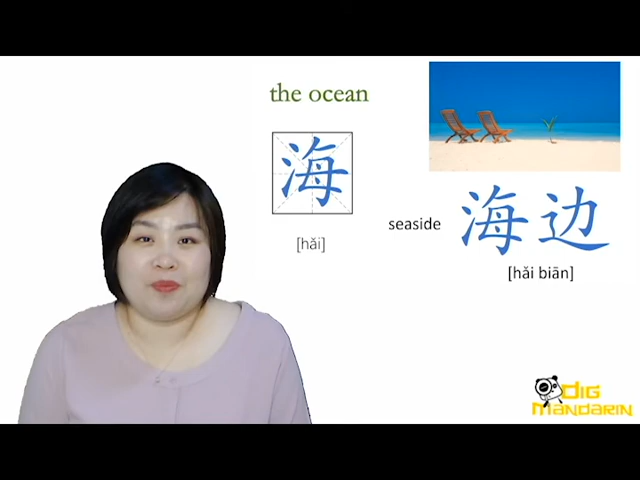 the ocean
海
[hǎi]
seaside
海边
[hǎi biān]
DIG
MANDARIN